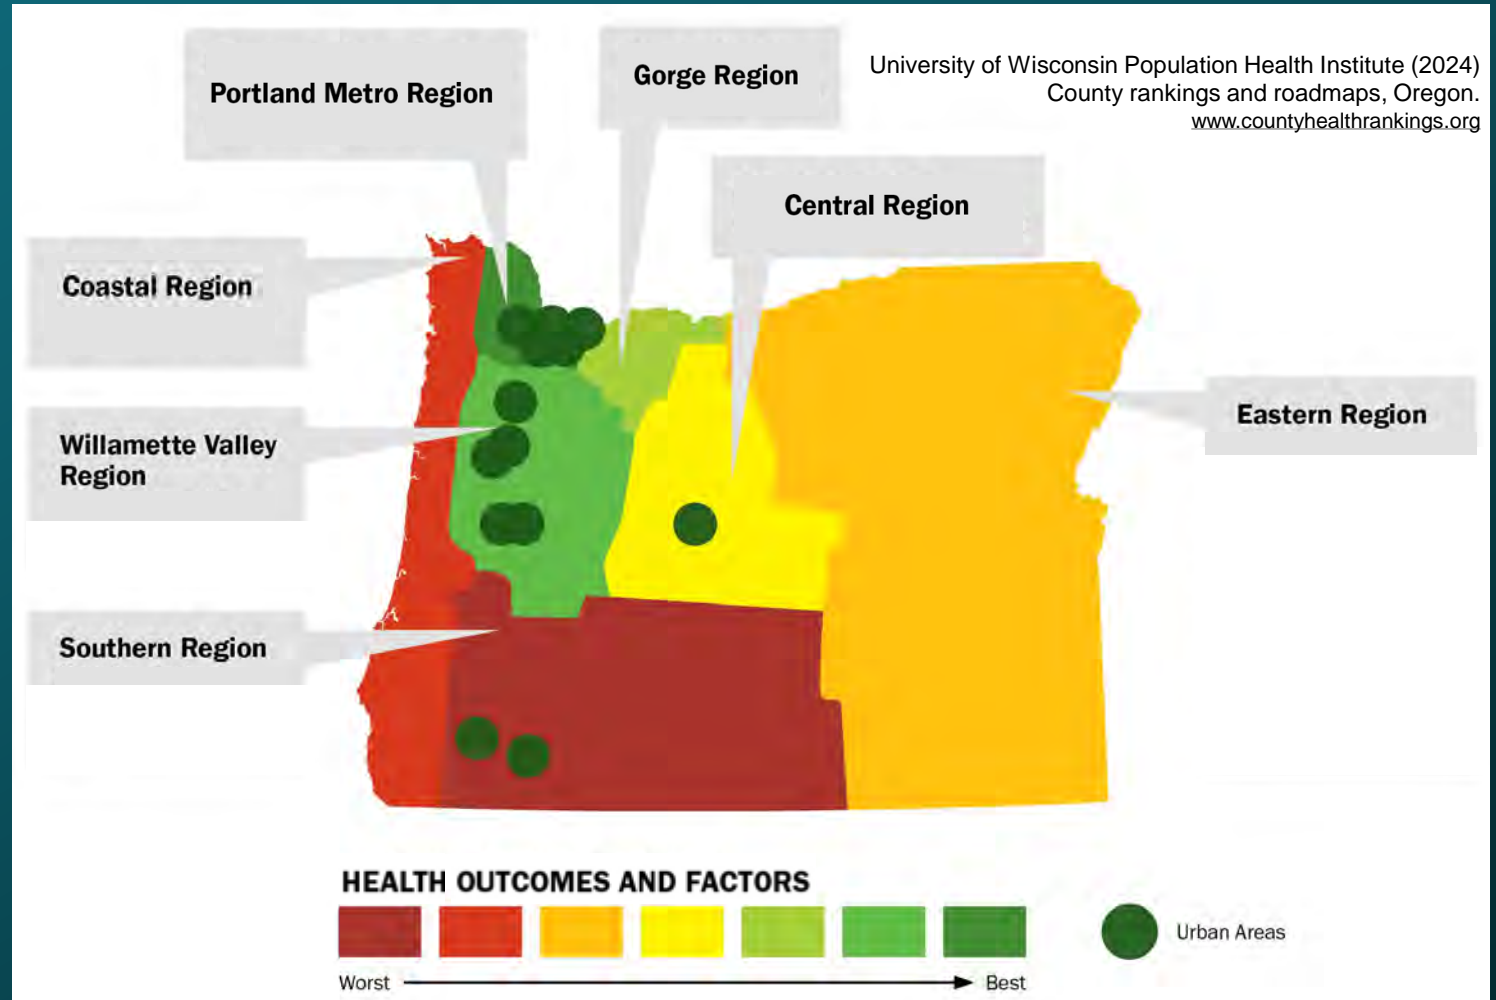 Portland Metro Region
Gorge Region
University of Wisconsin Population Health Institute (2024)
County rankings and roadmaps, Oregon.
www.countyhealthrankings.org
Central Region
Coastal Region
Eastern Region
Willamette Valley
Region
Southern Region
HEALTH OUTCOMES AND FACTORS
Urban Areas
Worst
Best